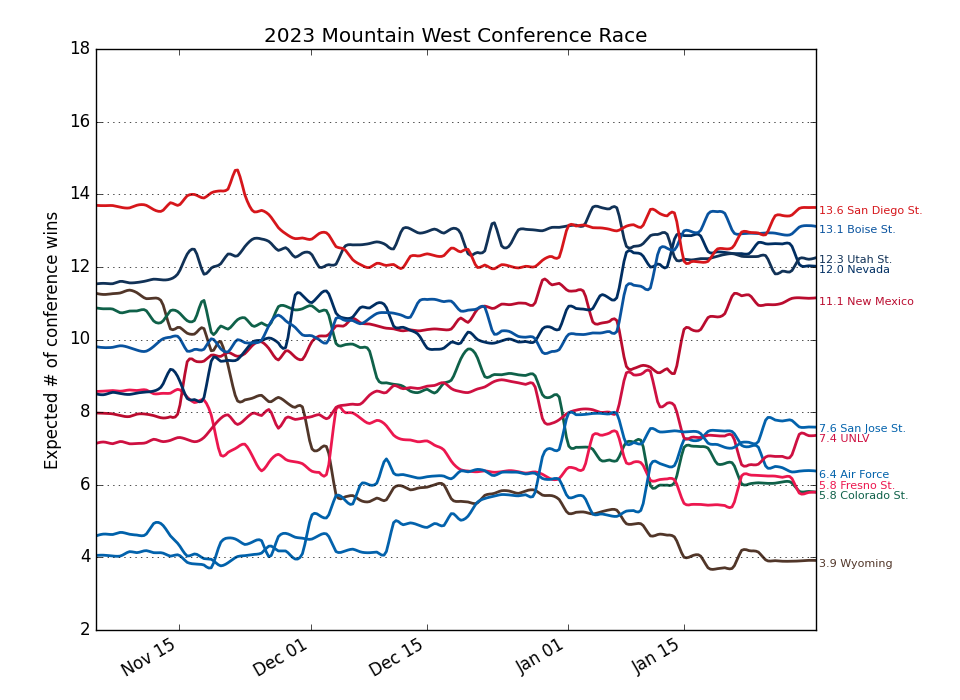 2023 Mountain West Conference Race
Expected # of conference wins
18
16
14
12
10
8
6
4
2
Nov 15
Dec 01
Dec 15
Jan 01
Jan 15
13.6 San Diego St.
13.1 Boise St.
12.3 Utah St.
12.0 Nevada
11.1 New Mexico
7.6 San Jose St.
7.4 UNLV
6.4 Air Force
5.8 Fresno St.
5.8 Colorado St.
3.9 Wyoming